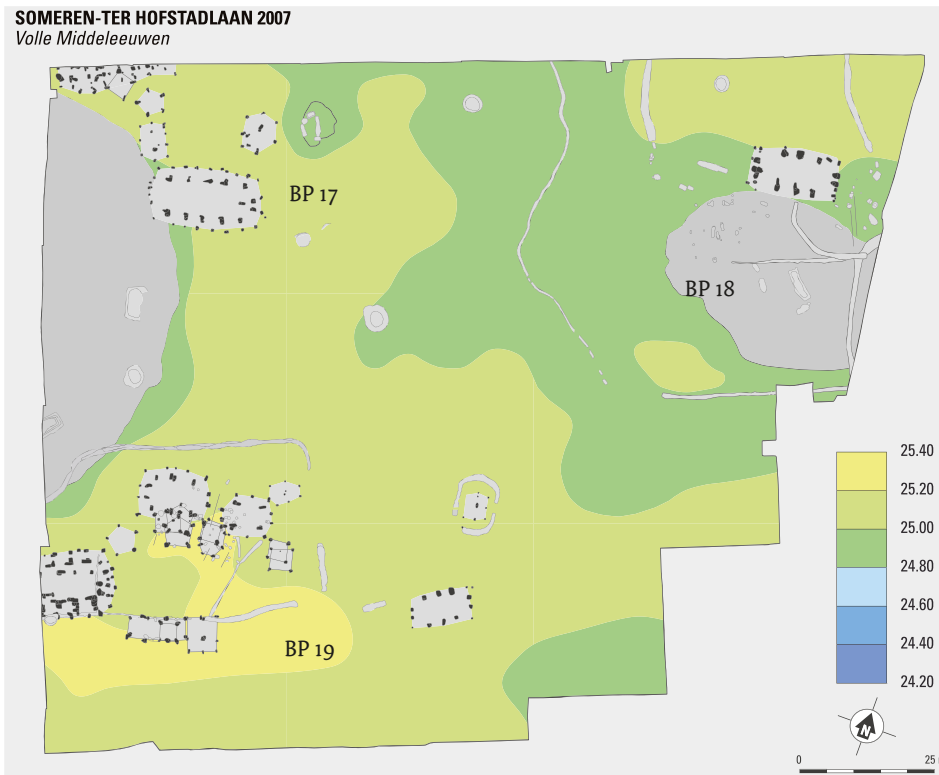 SOMEREN-TER HOFSTADLAAN 2007
Volle Middeleeuwen
BP 17
BP 18
BP 19
25.40
25.20
25.00
24.80
24.60
24.40
24.20
N
0 25